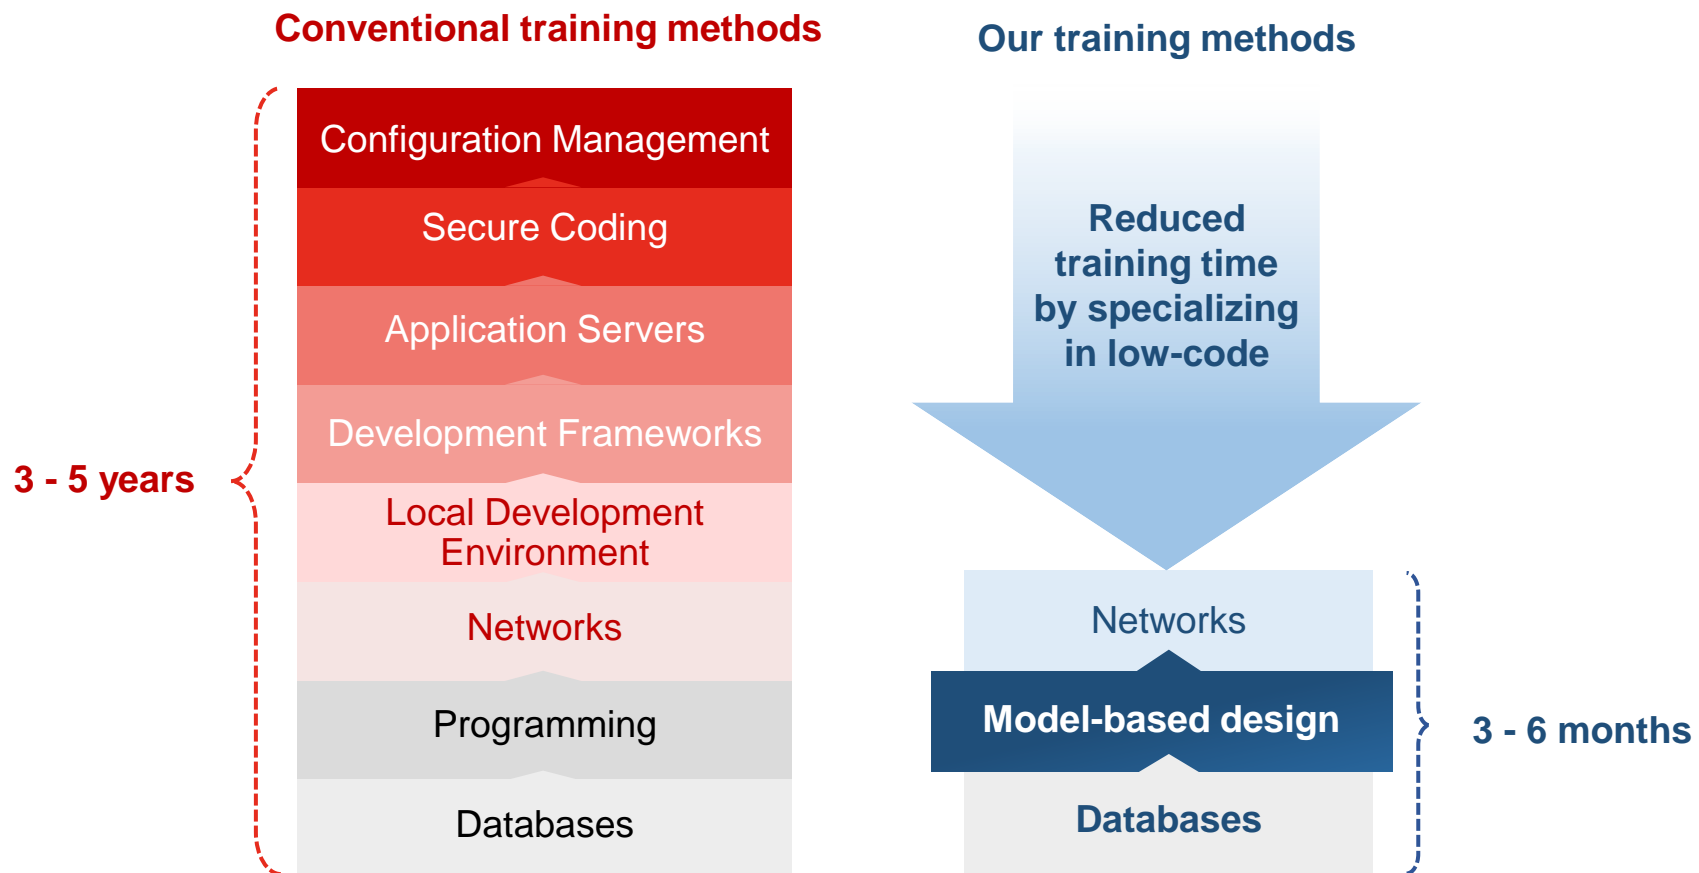 Conventional training methods
Configuration Management
Secure Coding
Application Servers
Development Frameworks
Local Development
Environment
Networks
Programming
Databases
3 - 5 years
Our training methods
Reduced
training time
by specializing
in low-code
Networks
Model-based design
Databases
3 - 6 months